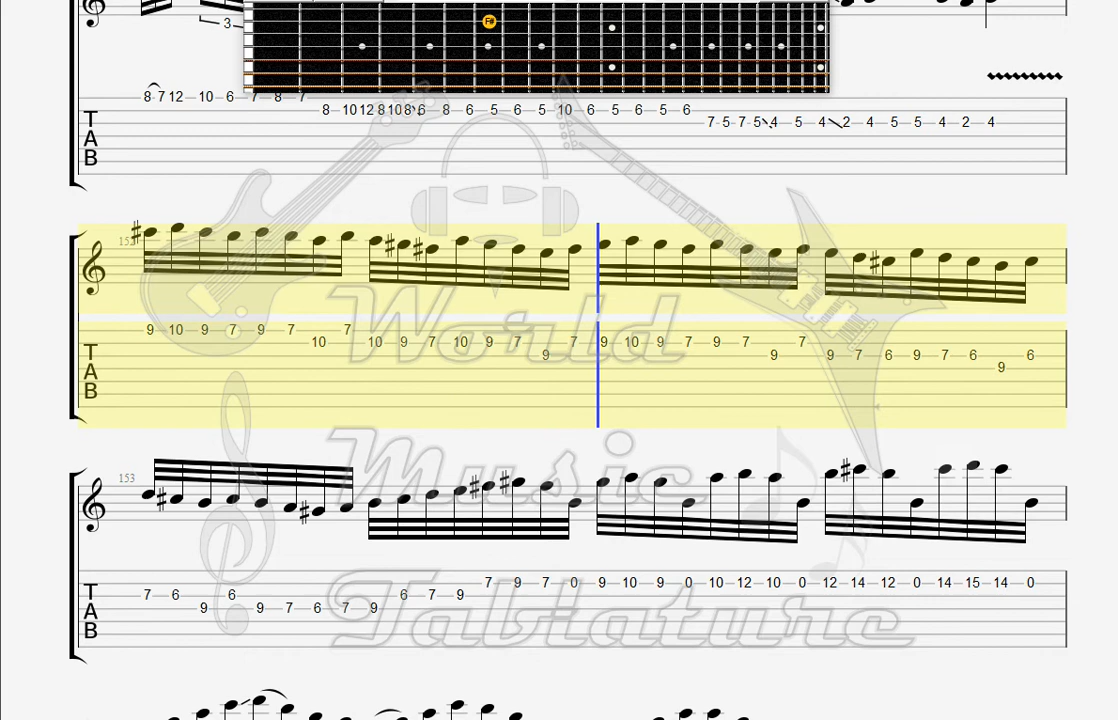 3
F#
8 7 12 10 6 7 8 7
8 10 12 8 10 8 6 8 6 5 6 5 10 6 5 6 5 6
T 7 5 7 5 4 5 4 2 4 5 5 4 2 4
A
B
152
9 10 9 7 9 7 7
10 10 9 7 10 9 7 7 9 10 9 7 9 7 7
T 9 9 9 7 6 9 7 6 6
A 9
B
World
153
Music
7 9 7 0 9 10 9 0 10 12 10 0 12 14 12 0 14 15 14 0
T 7 6 6 6 7 9
A 9 9 7 6 7 9
B
Tablature